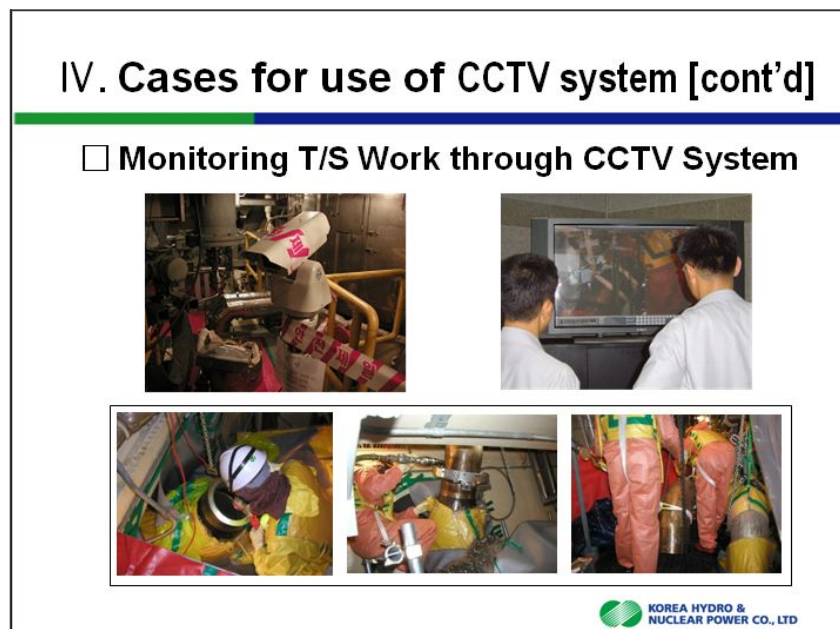 IV. Cases for use of CCTV system [cont'd]
□ Monitoring T/S Work through CCTV System
KOREA HYDRO &
NUCLEAR POWER CO., LTD